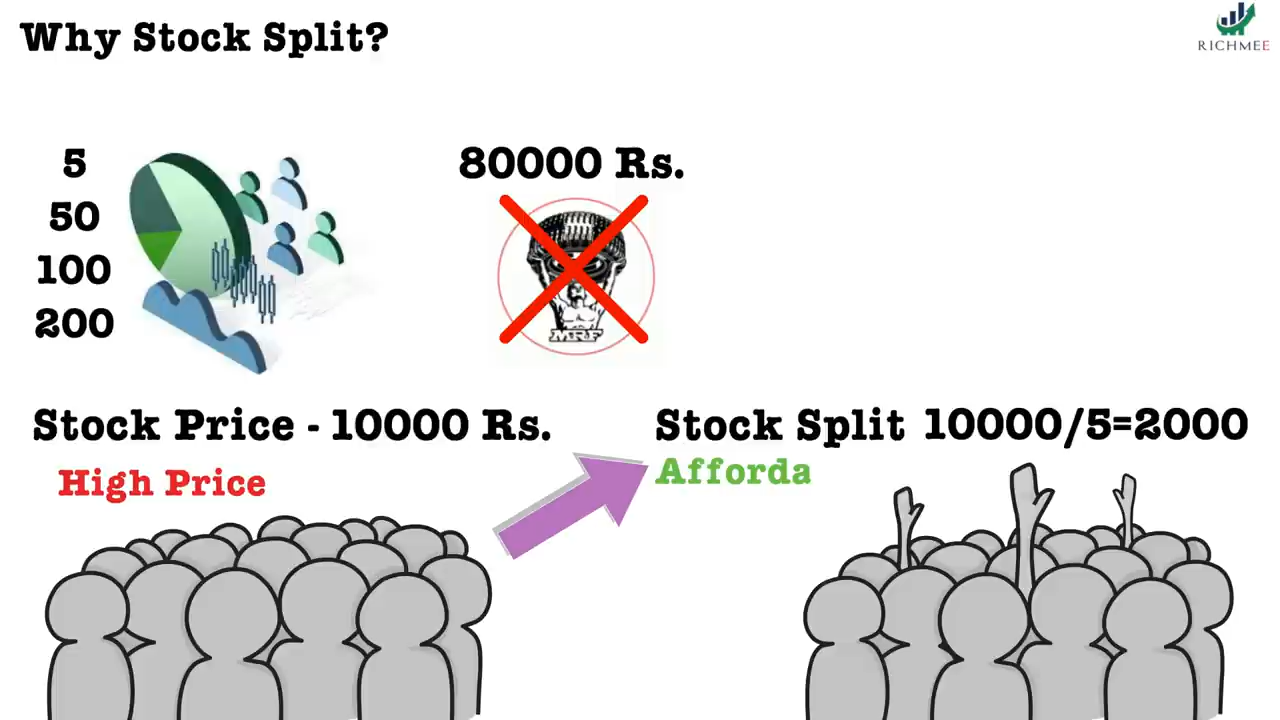 Why Stock Split?
RICHMEE
5
50
100
200
80000 Rs.
MRF
Stock Price - 10000 Rs.
High Price
Stock Split 10000/5=2000
Afforda